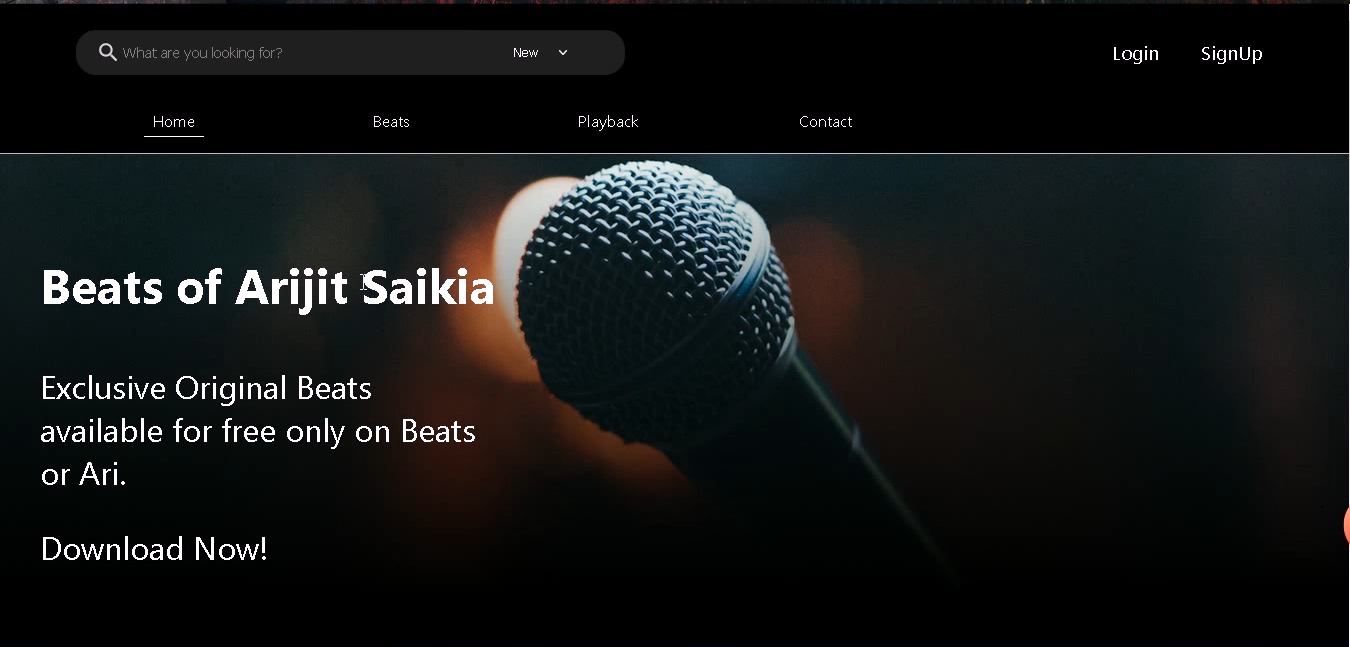 What are you looking for? New
Login SignUp
Home Beats Playback Contact
Beats of Arijit Saikia
Exclusive Original Beats
available for free only on Beats
or Ari.
Download Now!